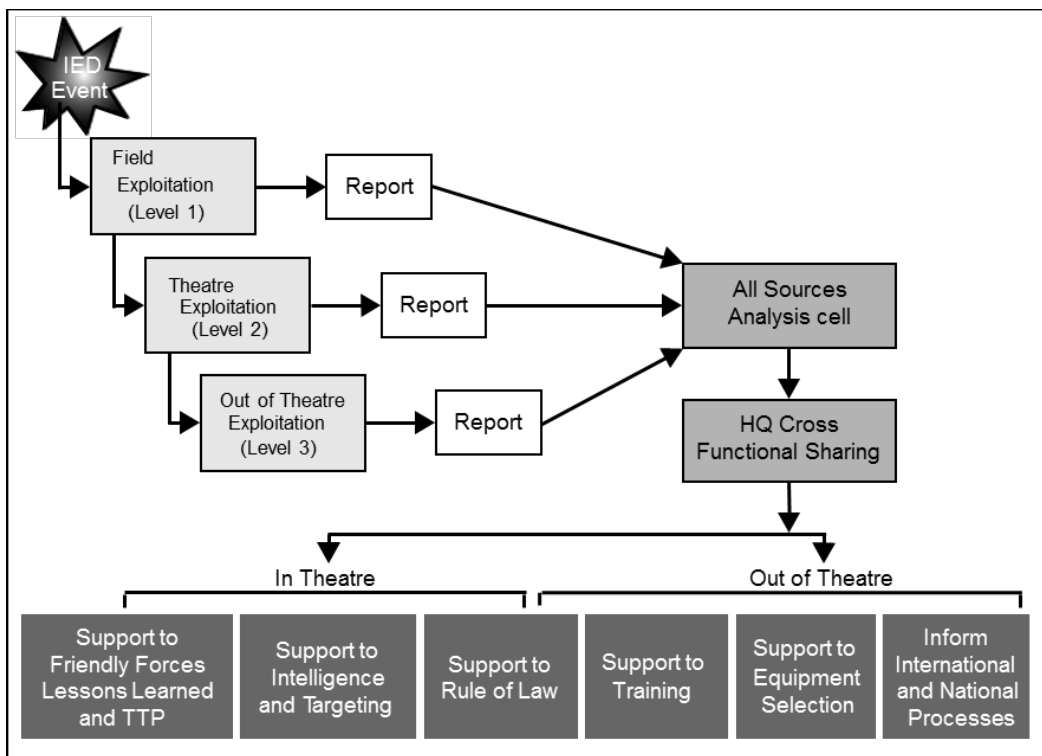 IED
Event
Field
Exploitation
(Level 1)
Report
Theatre
Exploitation
(Level 2)
Report
Out of Theatre
Exploitation
(Level 3)
Report
All Sources
Analysis cell
HQ Cross
Functional Sharing
In Theatre
Out of Theatre
Support to
Friendly Forces
Lessons Learned
and TTP
Support to
Intelligence
and Targeting
Support to
Rule of Law
Support to
Training
Support to
Equipment
Selection
Inform
International
and National
Processes